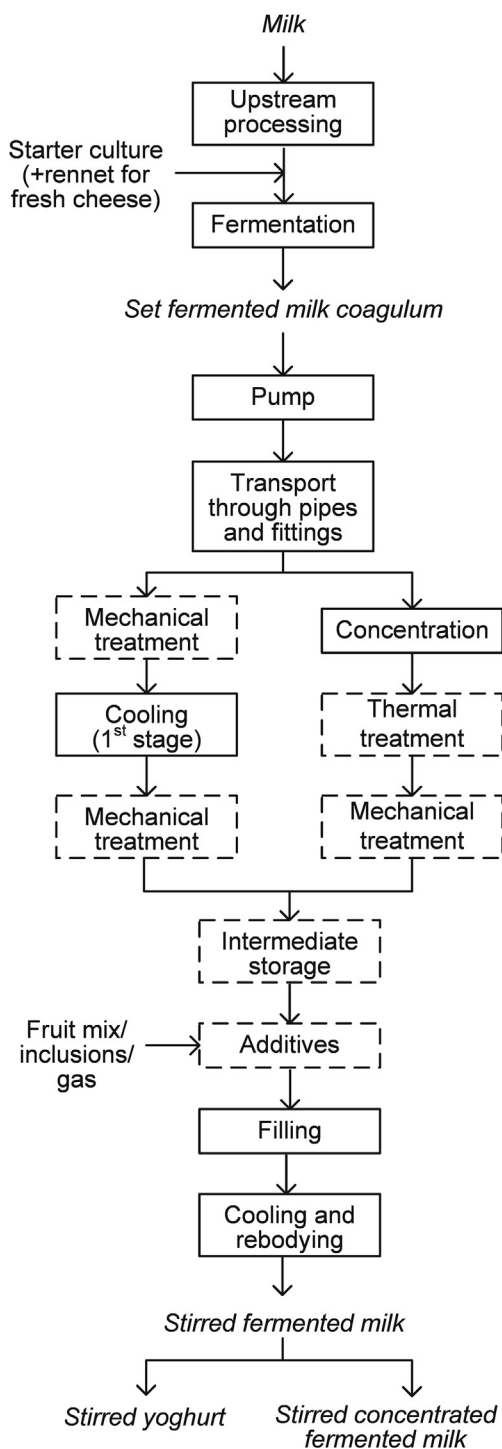 Milk
Upstream
processing
Starter culture
(+rennet for
fresh cheese)
Fermentation
Set fermented milk coagulum
Pump
Transport
through pipes
and fittings
Mechanical
treatment
Cooling
(1st stage)
Mechanical
treatment
Concentration
Thermal
treatment
Mechanical
treatment
Intermediate
storage
Fruit mix/
inclusions/
gas
Additives
Filling
Cooling and
rebodying
Stirred fermented milk
Stirred yoghurt
Stirred concentrated
fermented milk